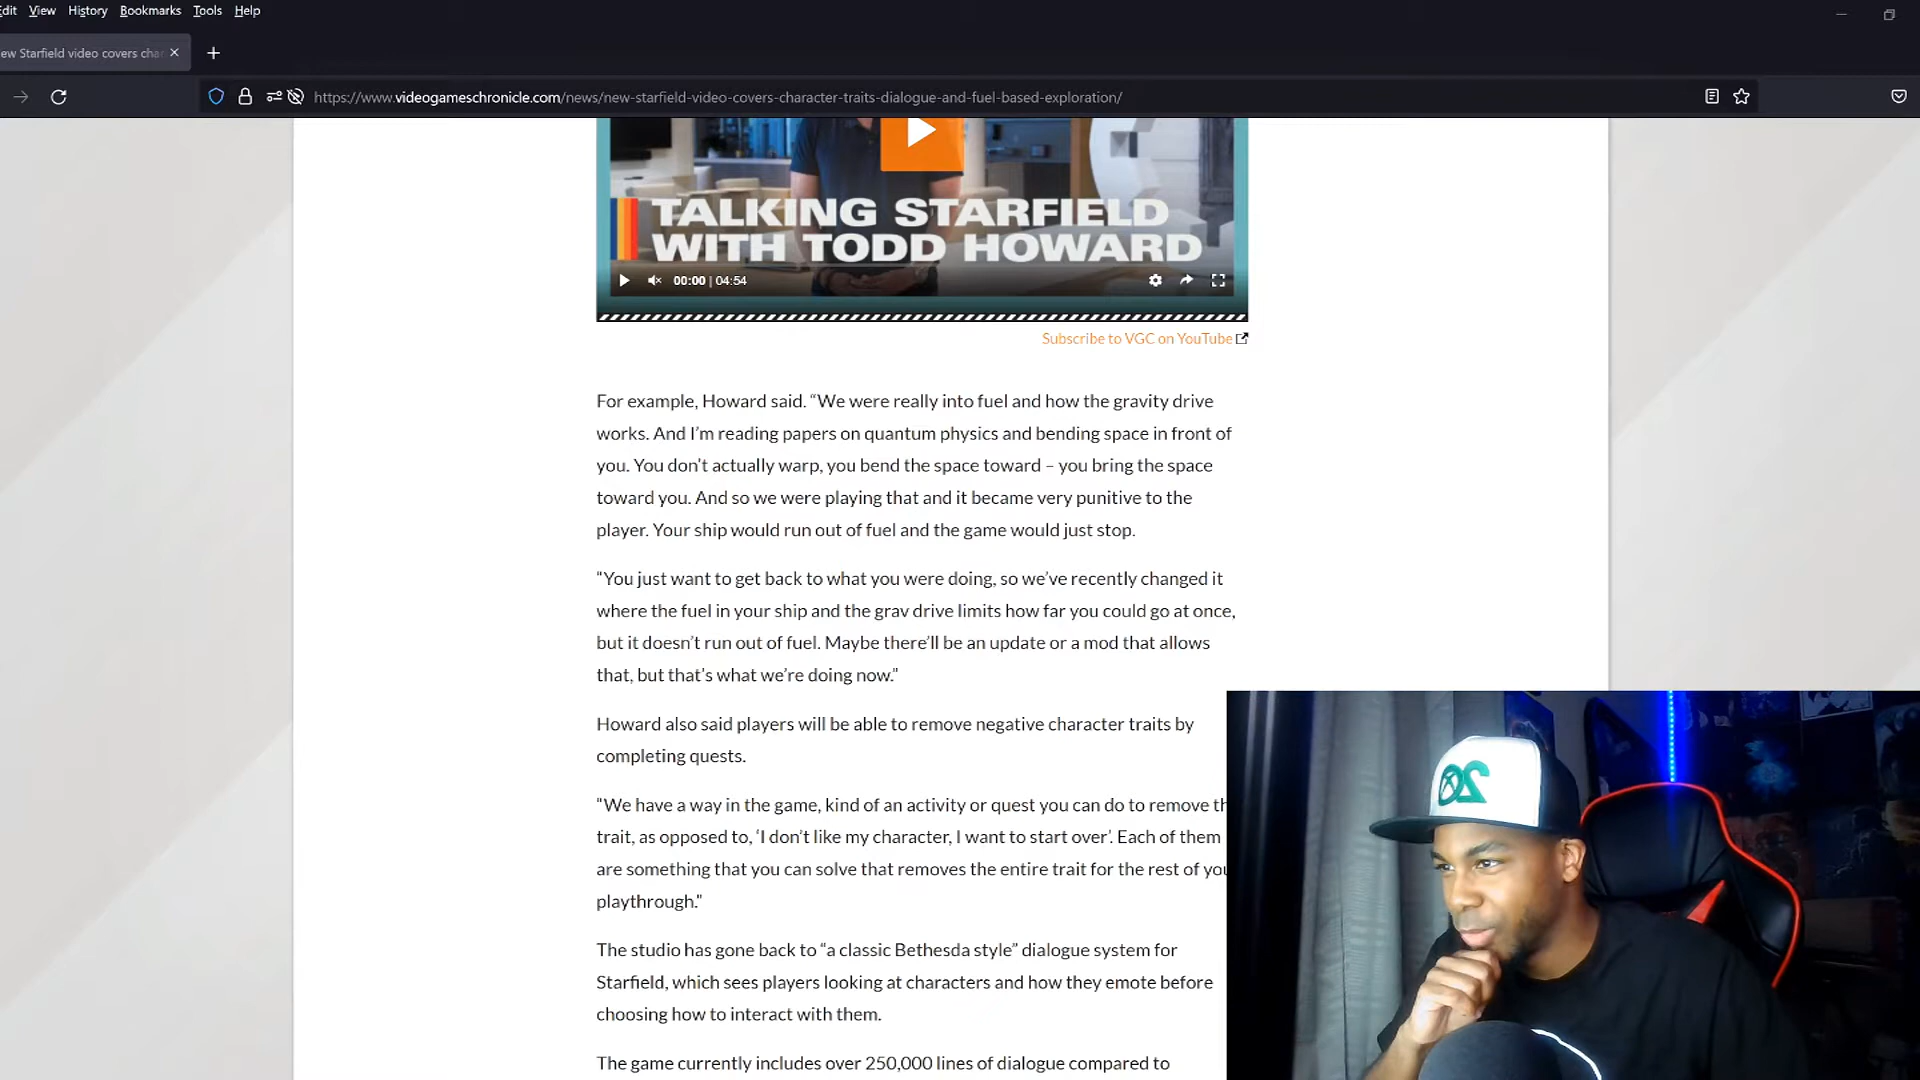 View History Bookmarks Tools Help
Starfield video covers
https://www.videogameschronicle.com/news/new-starfield-video-covers-character-traits-dialogue-and-fuel-based-exploration/
TALKING STARFIELD
WITH TODD HOWARD
00:00 | 04:54
Subscribe to VGC on YouTube
For example, Howard said. “We were really into fuel and how the gravity drive
works. And I’m reading papers on quantum physics and bending space in front of
you. You don’t actually warp, you bend the space toward – you bring the space
toward you. And so we were playing that and it became very punitive to the
player. Your ship would run out of fuel and the game would just stop.
“You just want to get back to what you were doing, so we’ve recently changed it
where the fuel in your ship and the grav drive limits how far you could go at once,
but it doesn’t run out of fuel. Maybe there’ll be an update or a mod that allows
that, but that’s what we’re doing now.”
Howard also said players will be able to remove negative character traits by
completing quests.
“We have a way in the game, kind of an activity or quest you can do to remove
trait, as opposed to, ‘I don’t like my character, I want to start over’. Each of them
are something that you can solve that removes the entire trait for the rest of
playthrough.”
The studio has gone back to “a classic Bethesda style” dialogue system for
Starfield, which sees players looking at characters and how they emote before
choosing how to interact with them.
The game currently includes over 250,000 lines of dialogue compared to